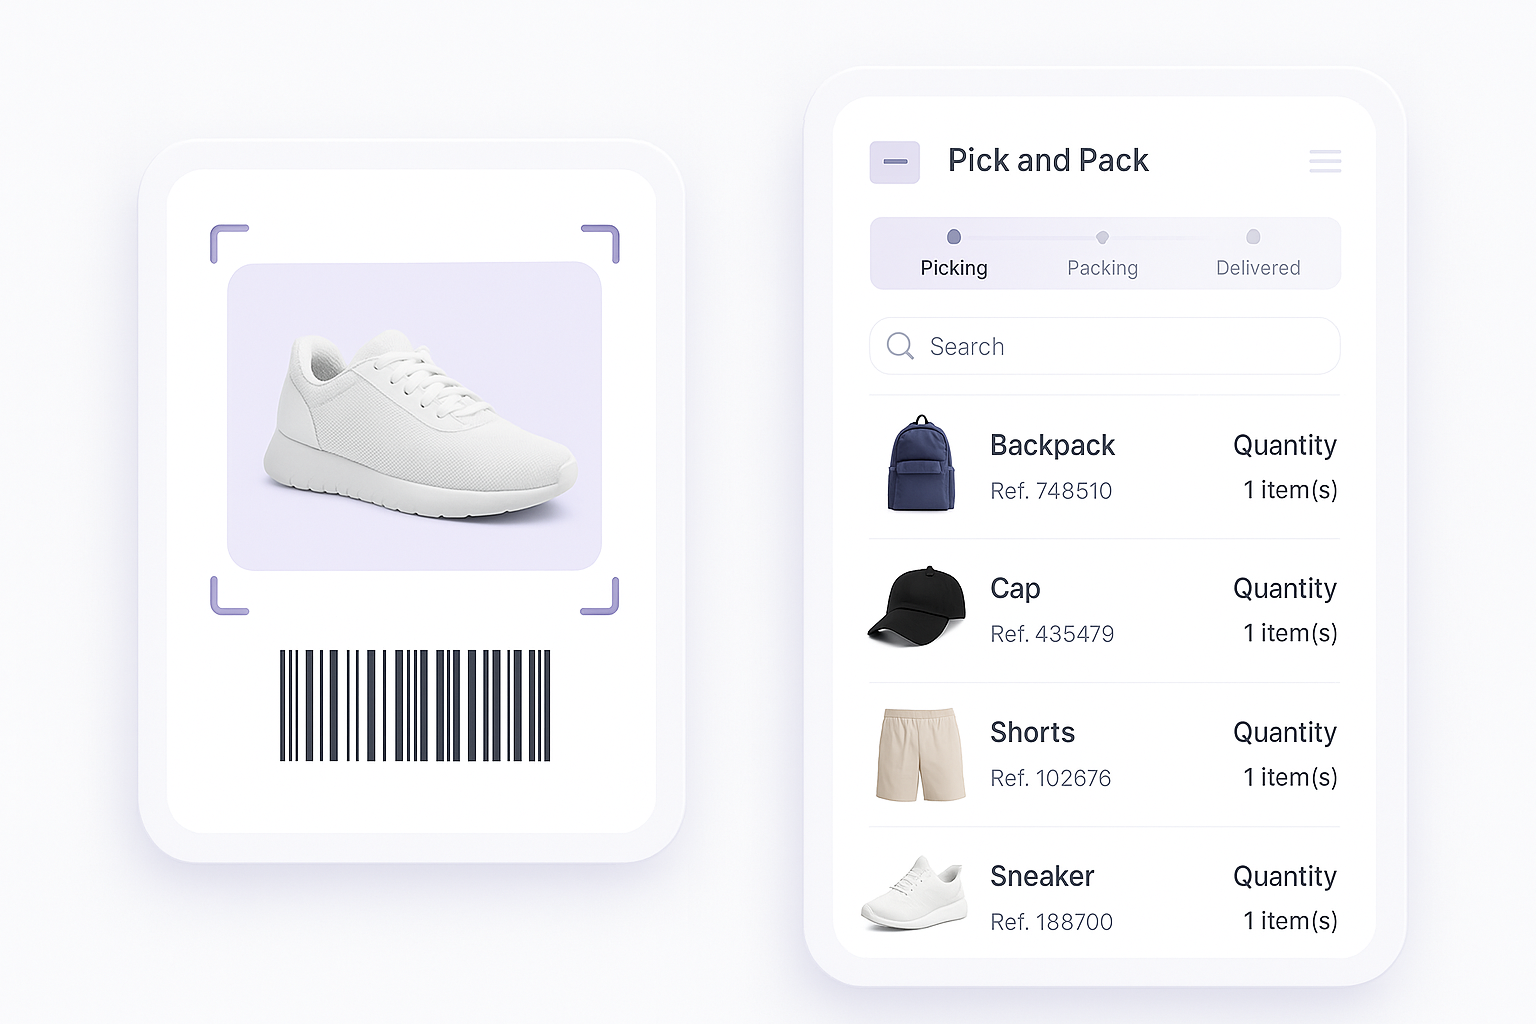 Pick and Pack
Picking Packing Delivered
Search
Backpack Quantity
Ref. 748510 1 item(s)
Cap Quantity
Ref. 435479 1 item(s)
Shorts Quantity
Ref. 102676 1 item(s)
Sneaker Quantity
Ref. 188700 1 item(s)